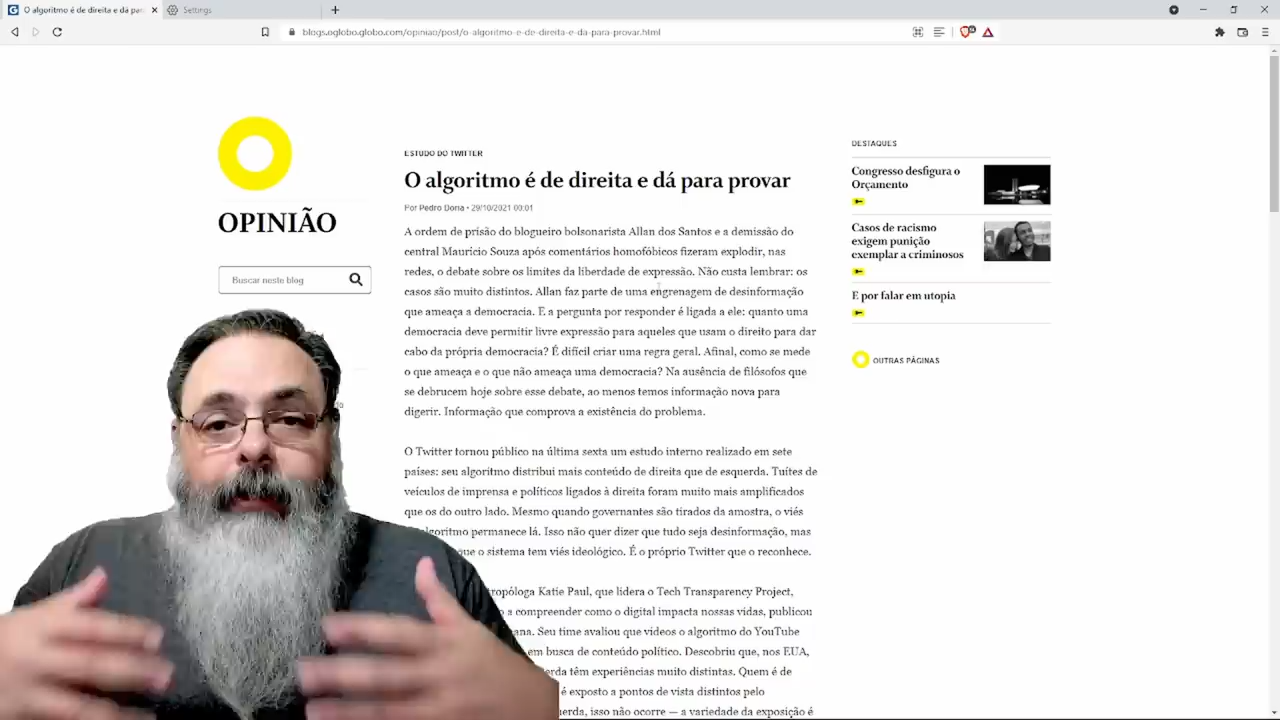 O algoritmo é de direita e dá par
Settings
blogs.oglobo.globo.com/opiniao/post/o-algoritmo-e-de-direita-e-da-para-provar.html
OPINIÃO
Buscar neste blog
ESTUDO DO TWITTER
O algoritmo é de direita e dá para provar
Por Pedro Doria • 29/10/2021 00:01
A ordem de prisão do blogueiro bolsonarista Allan dos Santos e a demissão do
central Maurício Souza após comentários homofóbicos fizeram explodir, nas
redes, o debate sobre os limites da liberdade de expressão. Não custa lembrar: os
casos são muito distintos. Allan faz parte de uma engrenagem de desinformação
que ameaça a democracia. E a pergunta por responder é ligada a ele: quanto uma
democracia deve permitir livre expressão para aqueles que usam o direito para dar
cabo da própria democracia? É difícil criar uma regra geral. Afinal, como se mede
o que ameaça e o que não ameaça uma democracia? Na ausência de filósofos que
se debrucem hoje sobre esse debate, ao menos temos informação nova para
digerir. Informação que comprova a existência do problema.
O Twitter tornou público na última sexta um estudo interno realizado em sete
países: seu algoritmo distribui mais conteúdo de direita que de esquerda. Tuítes de
veículos de imprensa e políticos ligados à direita foram muito mais amplificados
que os do outro lado. Mesmo quando governantes são tirados da amostra, o viés
algoritmo permanece lá. Isso não quer dizer que tudo seja desinformação, mas
que o sistema tem viés ideológico. É o próprio Twitter que o reconhece.
Katie Paul, que lidera o Tech Transparency Project,
a compreender como o digital impacta nossas vidas, publicou
Seu time avaliou que vídeos o algoritmo do YouTube
em busca de conteúdo político. Descobriu que, nos EUA,
têm experiências muito distintas. Quem é de
é exposto a pontos de vista distintos pelo
isso não ocorre — a variedade da exposição é
DESTAQUES
Congresso desfigura o
Orçamento
Casos de racismo
exigem punição
exemplar a criminosos
E por falar em utopia
OUTRAS PÁGINAS